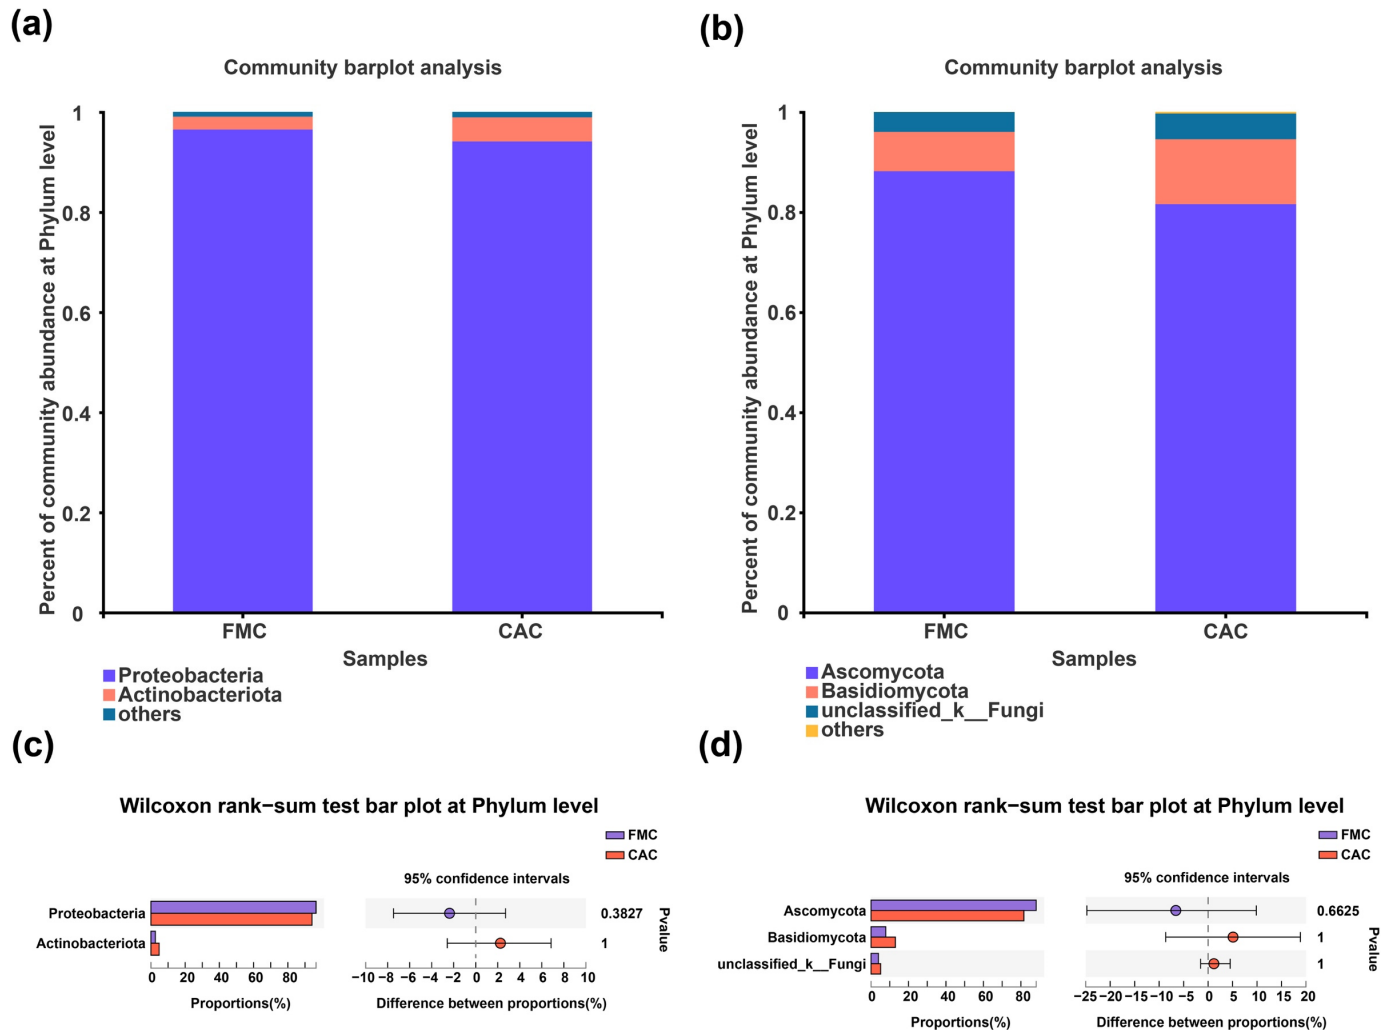 (a)
Community barplot analysis
Percent of community abundance at Phylum level
1
0.8
0.6
0.4
0.2
0
FMC CAC
Samples
Proteobacteria
Actinobacteriota
others
(b)
Community barplot analysis
Percent of community abundance at Phylum level
1
0.8
0.6
0.4
0.2
0
FMC CAC
Samples
Ascomycota
Basidiomycota
unclassified_k__Fungi
others
(c)
Wilcoxon rank−sum test bar plot at Phylum level
FMC
CAC
95% confidence intervals
Proteobacteria 0.3827
Actinobacteriota 1
Pvalue
0 20 40 60 80 −10 −8 −6 −4 −2 0 2 4 6 8 10
Proportions(%) Difference between proportions(%)
(d)
Wilcoxon rank−sum test bar plot at Phylum level
FMC
CAC
95% confidence intervals
Ascomycota 0.6625
Basidiomycota 1
unclassified_k__Fungi 1
Pvalue
0 20 40 60 80 −25 −20 −15 −10 −5 0 5 10 15 20
Proportions(%) Difference between proportions(%)